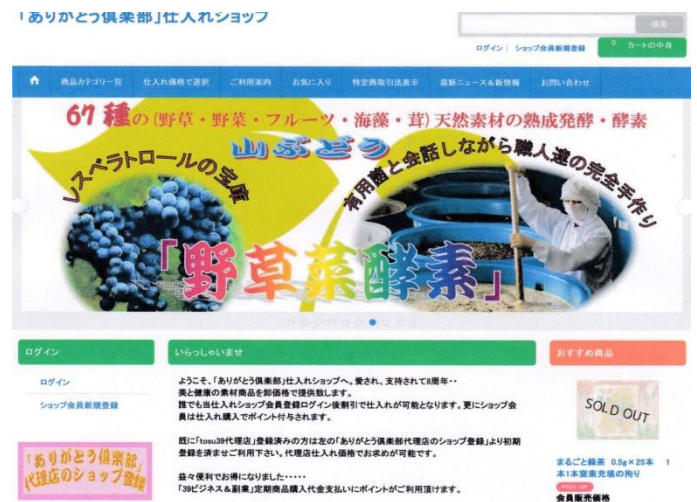 「ありがとう倶楽部」仕入れショップ
検索
ログイン | ショップ会員新規登録
0 カートの中身
商品カテゴリー一覧 仕入れ価格で選択 ご利用案内 お気に入り 特定商取引法表示 最新ニュース&新情報 お問い合わせ
67種の(野草・野菜・フルーツ・海藻・茸)天然素材の熟成発酵・酵素
山ぶどう
レスベラトロールの宝庫
有用菌と会話しながら職人達の完全手作り
「野草菜酵素」
ログイン
ログイン
ショップ会員新規登録
「ありがとう倶楽部」
代理店のショップ登録
いらっしゃいませ
ようこそ、「ありがとう倶楽部」仕入れショップへ。愛され、支持されて8周年・・
美と健康の素材商品を卸価格で提供致します。
誰でも当仕入れショップ会員登録ログイン後割引で仕入れが可能となります。更にショップ会
員は仕入れ購入でポイント付与されます。
既に「tosu39代理店」登録済みの方は左の「ありがとう倶楽部代理店のショップ登録」より初期
登録を済ませご利用下さい。代理店仕入れ価格でお求めが可能です。
益々便利でお得になりました・・・・・
「39ビジネス&副業」定期商品購入代金支払いにポイントがご利用頂けます。
おすすめ商品
SOLD OUT
まるごと緑茶 0.5g×25本 1
本1本窒素充填の拘り
会員販売価格